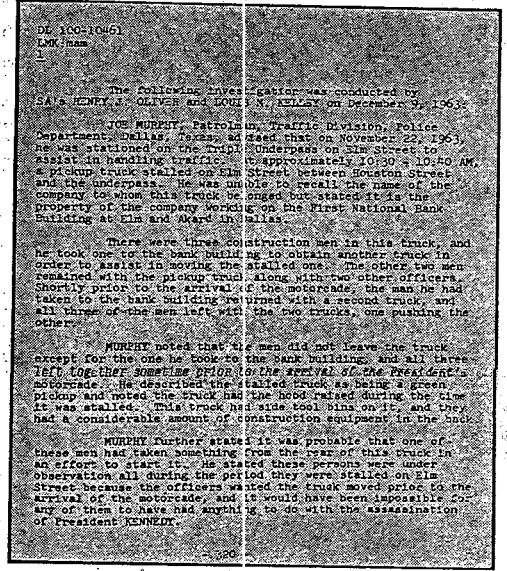 DL 100-10461
LMK:mam
1
The following investigation was conducted by
SA's HENRY J. OLIVER and LOUIS M. KELLEY on December 9, 1963:
JOE MURPHY, Patrolman, Traffic Division, Police
Department, Dallas, Texas, advised that on November 22, 1963,
he was stationed on the Triple Underpass on Elm Street to
assist in handling traffic. At approximately 10:30 - 10:40 AM,
a pickup truck stalled on Elm Street between Houston Street
and the underpass. He was unable to recall the name of the
company to whom this truck belonged but stated it is the
property of the company working on the First National Bank
Building at Elm and Akard in Dallas.
There were three construction men in this truck, and
he took one to the bank building to obtain another truck in
order to assist in moving the stalled one. The other two men
remained with the pickup truck along with two other officers.
Shortly prior to the arrival of the motorcade, the man he had
taken to the bank building returned with a second truck, and
all three of the men left with the two trucks, one pushing the
other.
MURPHY noted that the men did not leave the truck
except for the one he took to the bank building, and all three
left together sometime prior to the arrival of the President's
motorcade. He described the stalled truck as being a green
pickup and noted the truck had the hood raised during the time
it was stalled. This truck had side tool bins on it, and they
had a considerable amount of construction equipment in the back.
MURPHY further stated it was probable that one of
these men had taken something from the rear of this truck in
an effort to start it. He stated these persons were under
observation all during the period they were stalled on Elm
Street because the officers wanted the truck moved prior to the
arrival of the motorcade, and it would have been impossible for
any of them to have had anything to do with the assassination
of President KENNEDY.